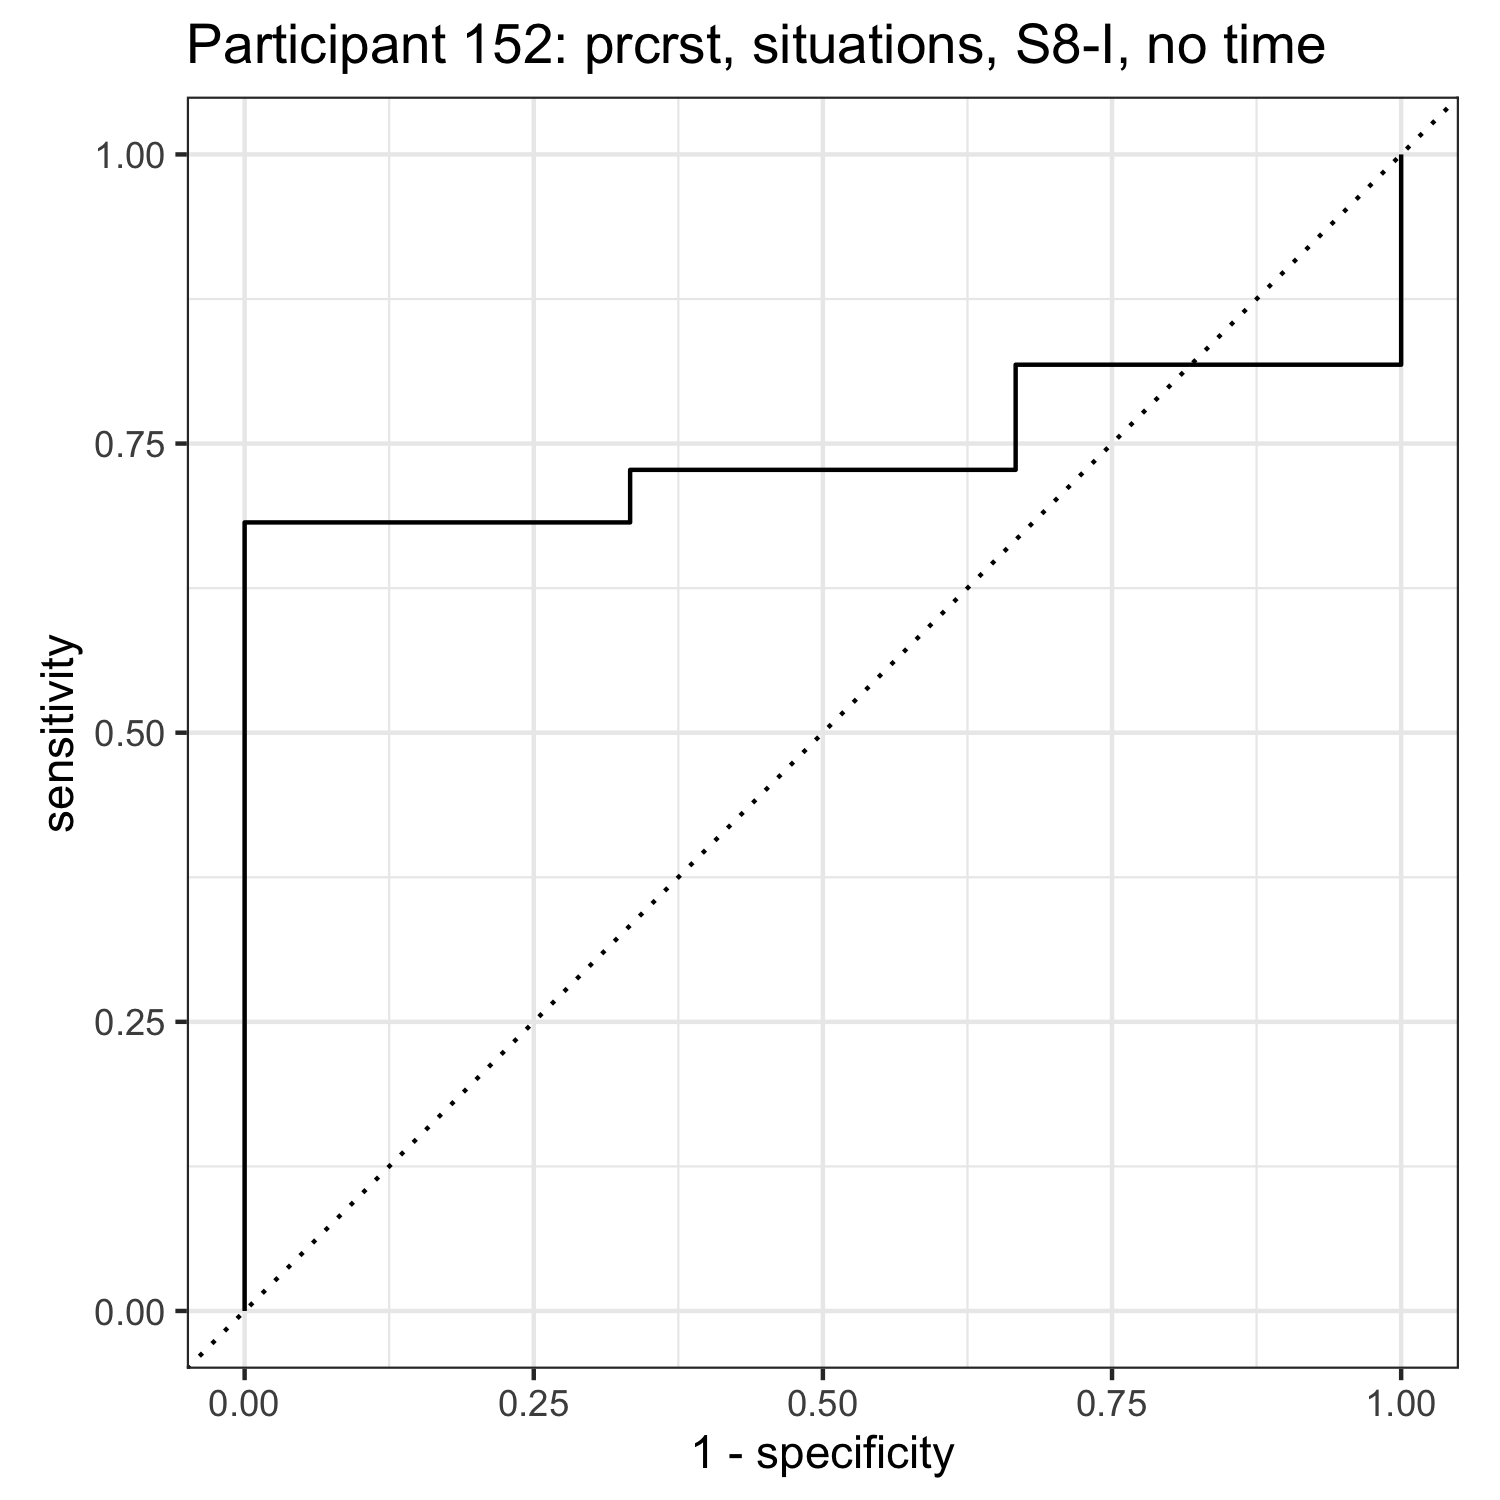 Participant 152: prcrst, situations, S8-I, no time
1.00
0.75
0.50
0.25
0.00
sensitivity
0.00 0.25 0.50 0.75 1.00
1 - specificity